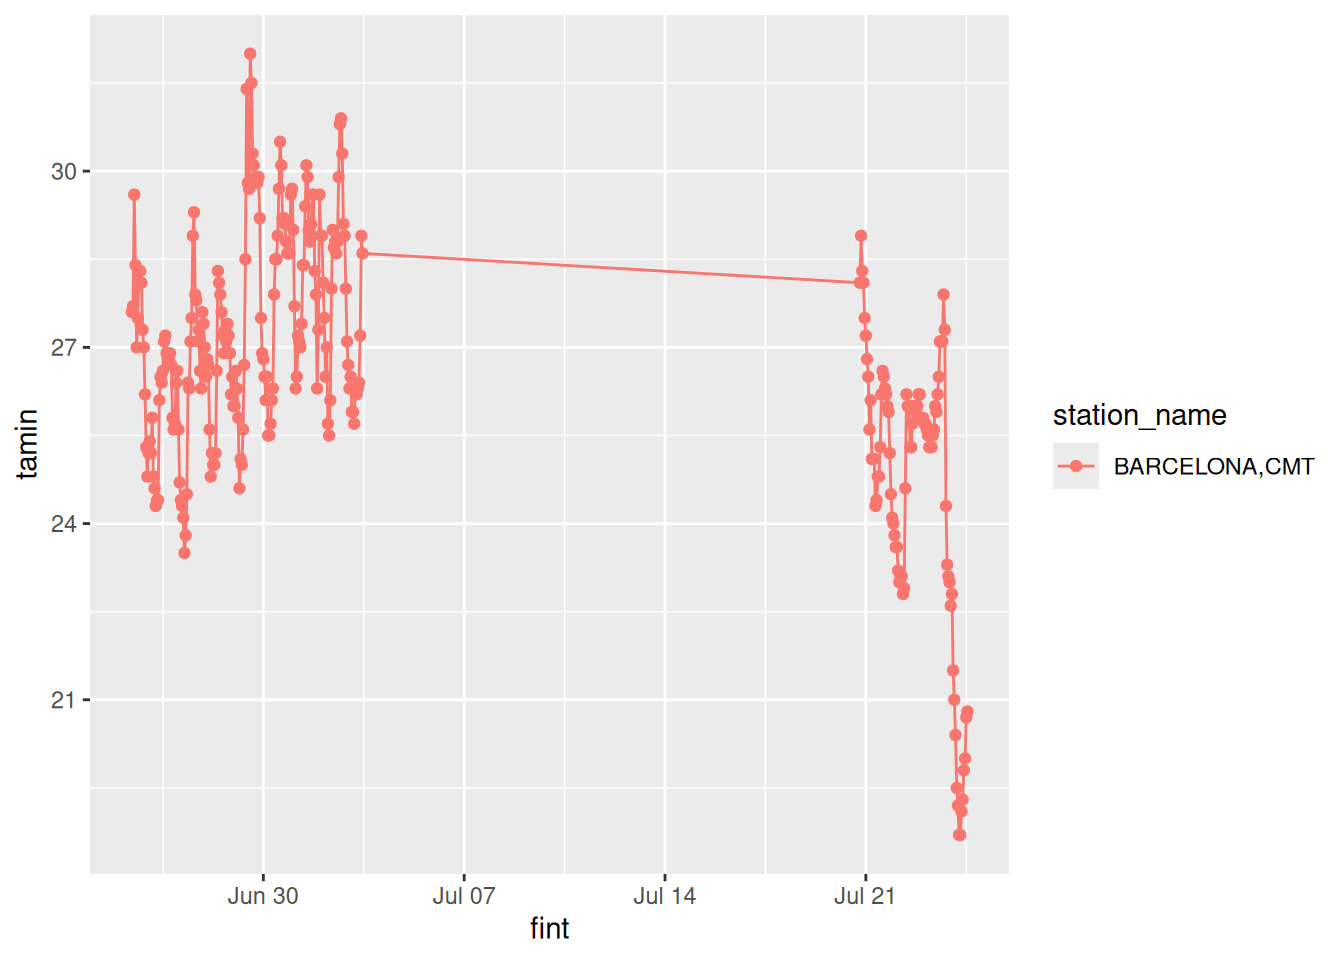 30
27
24
21
tamin
Jun 30
Jul 07
Jul 14
Jul 21
fint
station_name
BARCELONA,CMT